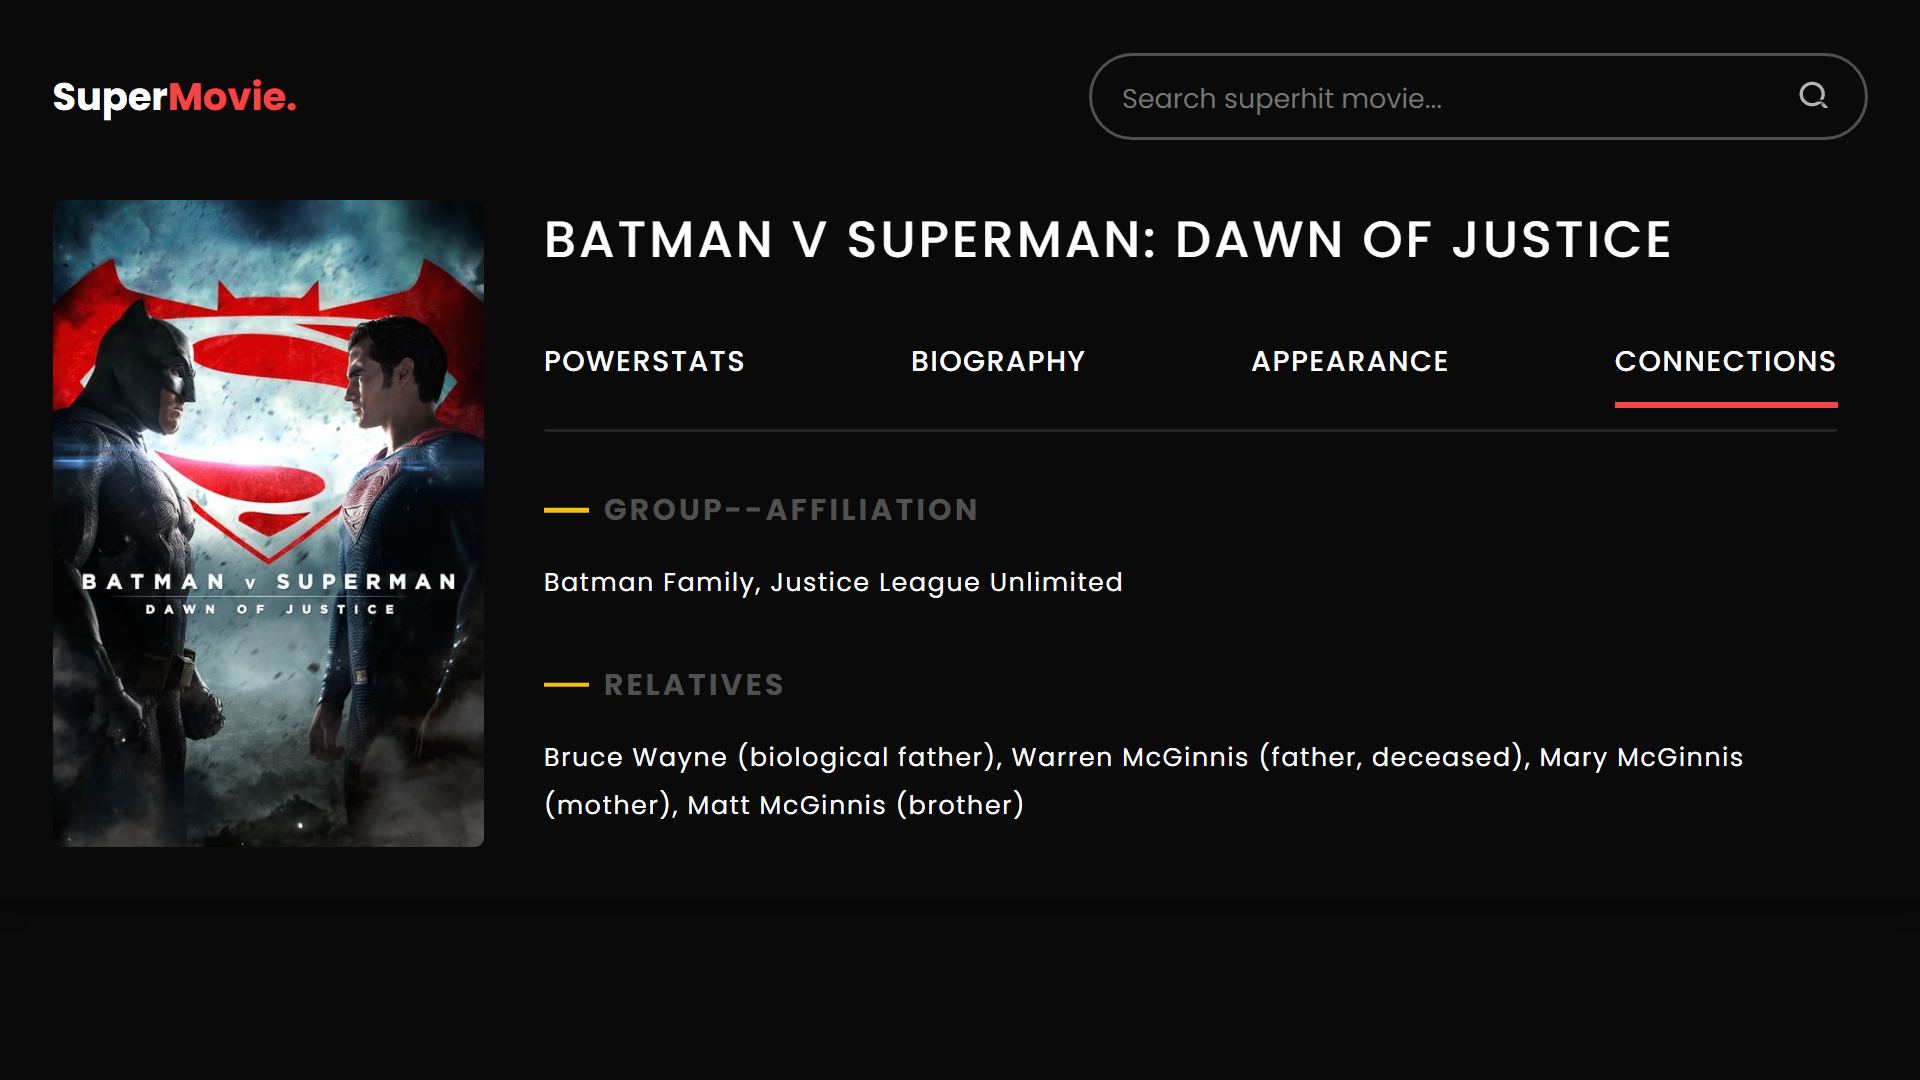 SuperMovie.
Search superhit movie...
BATMAN V SUPERMAN: DAWN OF JUSTICE
POWERSTATS
BIOGRAPHY
APPEARANCE
CONNECTIONS
BATMAN v SUPERMAN
DAWN OF JUSTICE
GROUP--AFFILIATION
Batman Family, Justice League Unlimited
RELATIVES
Bruce Wayne (biological father), Warren McGinnis (father, deceased), Mary McGinnis
(mother), Matt McGinnis (brother)